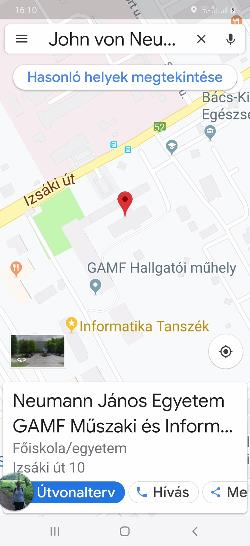 16:10
John von Neu...
Hasonló helyek megtekintése
52
Bács-Ki
Egészsé
Izsáki út
GAMF Hallgatói műhely
Informatika Tanszék
Neumann János Egyetem
GAMF Műszaki és Inform...
Főiskola/egyetem
Izsáki út 10
Útvonalterv
Hívás
Me